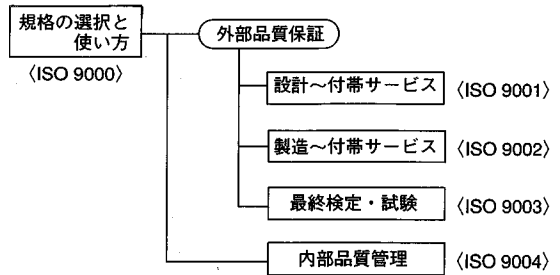 規格の選択と
使い方
〈ISO 9000〉
外部品質保証
設計～付帯サービス 〈ISO 9001〉
製造～付帯サービス 〈ISO 9002〉
最終検定・試験 〈ISO 9003〉
内部品質管理 〈ISO 9004〉